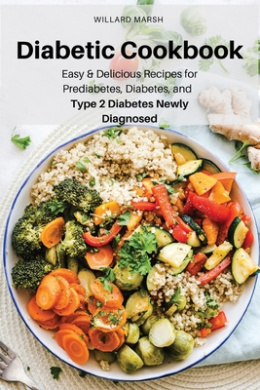 WILLARD MARSH
Diabetic Cookbook
Easy & Delicious Recipes for
Prediabetes, Diabetes, and
Type 2 Diabetes Newly
Diagnosed